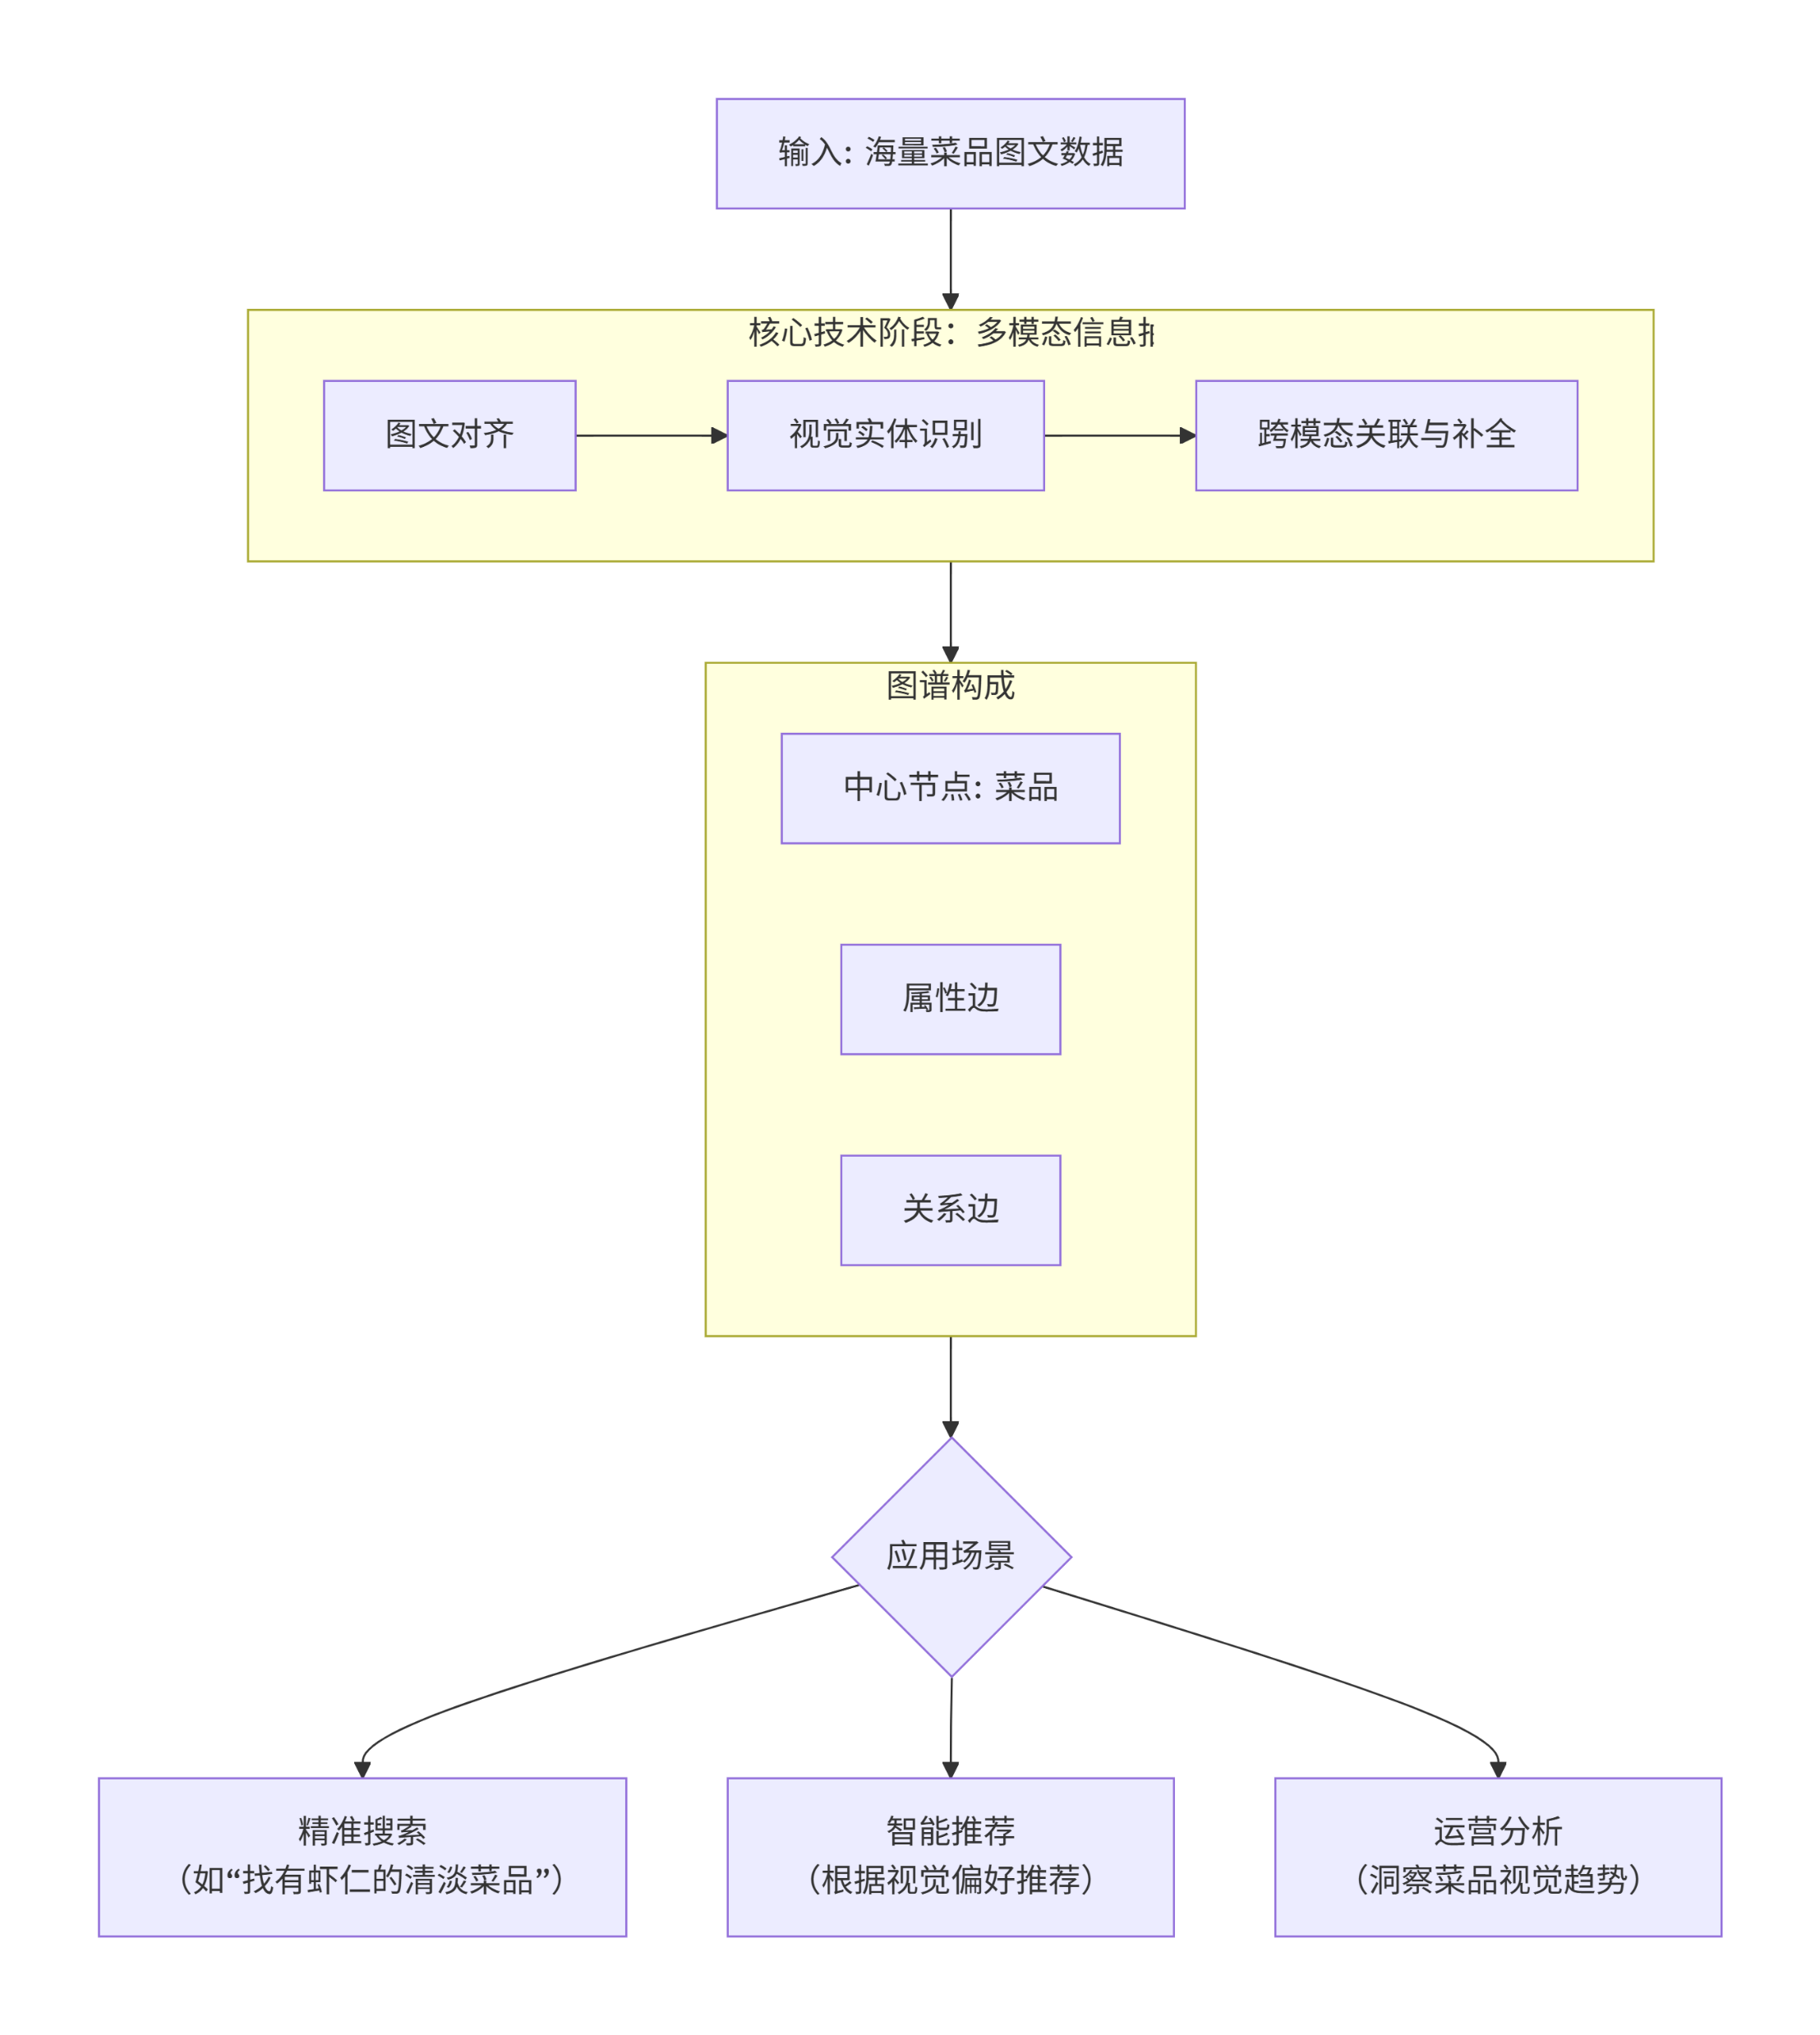 输入: 海量菜品图文数据
核心技术阶段：多模态信息
图文对齐
视觉实体识别
跨模态关联与补全
图谱构成
中心节点: 菜品
属性边
关系边
应用场景
精准搜索
（如“找有虾仁的清淡菜品”）
智能推荐
（根据视觉偏好推荐）
运营分析
（洞察菜品视觉趋势）